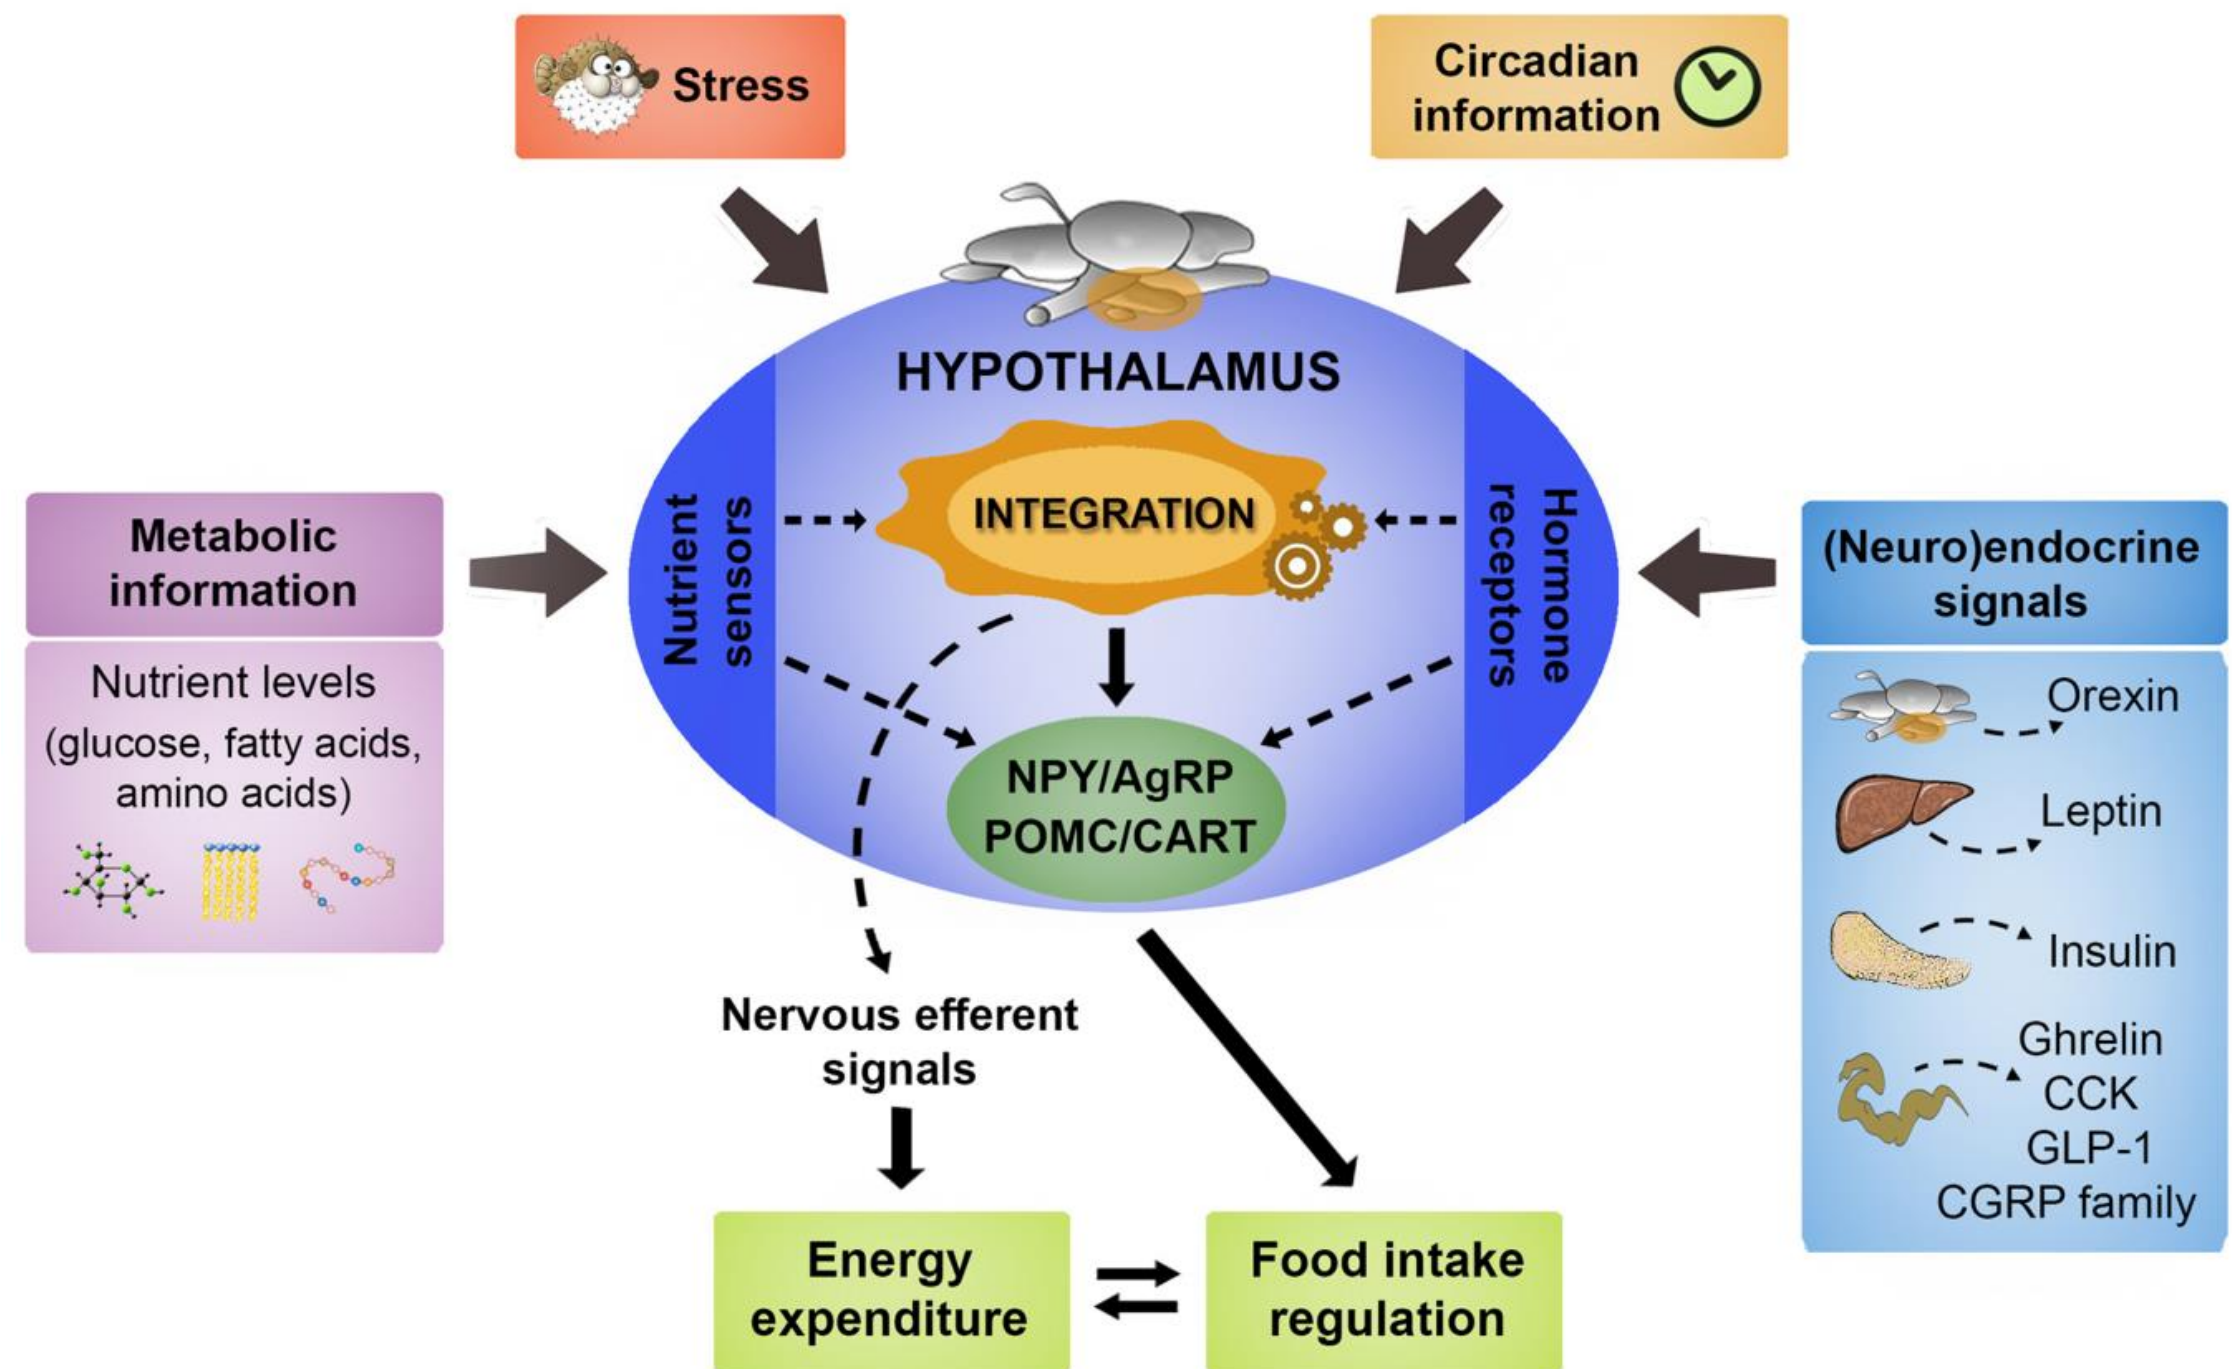 Stress
Circadian
information
HYPOTHALAMUS
INTEGRATION
Nutrient
sensors
Hormone
receptors
Metabolic
information
Nutrient levels
(glucose, fatty acids,
amino acids)
(Neuro)endocrine
signals
Orexin
Leptin
Insulin
Ghrelin
CCK
GLP-1
CGRP family
NPY/AgRP
POMC/CART
Nervous efferent
signals
Energy
expenditure
Food intake
regulation